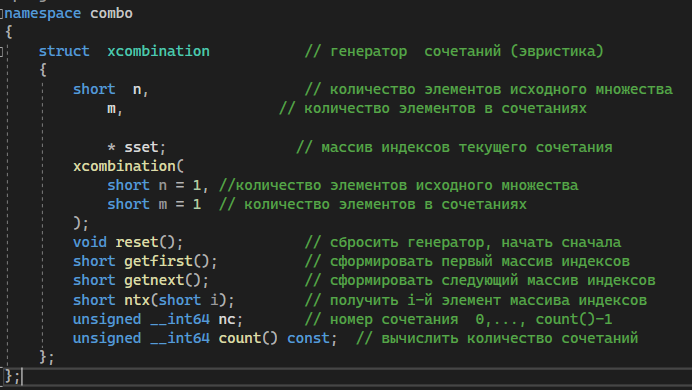 namespace combo
{
struct  xcombination           // генератор  сочетаний (эвристика)
{
short  n,                  // количество элементов исходного множества
m,                  // количество элементов в сочетаниях
* sset;               // массив индексов текущего сочетания
xcombination(
short n = 1, //количество элементов исходного множества
short m = 1  // количество элементов в сочетаниях
);
void reset();              // сбросить генератор, начать сначала
short getfirst();          // сформировать первый массив индексов
short getnext();           // сформировать следующий массив индексов
short ntx(short i);        // получить i-й элемент массива индексов
unsigned __int64 nc;       // номер сочетания  0,..., count()-1
unsigned __int64 count() const;  // вычислить количество сочетаний
};
};